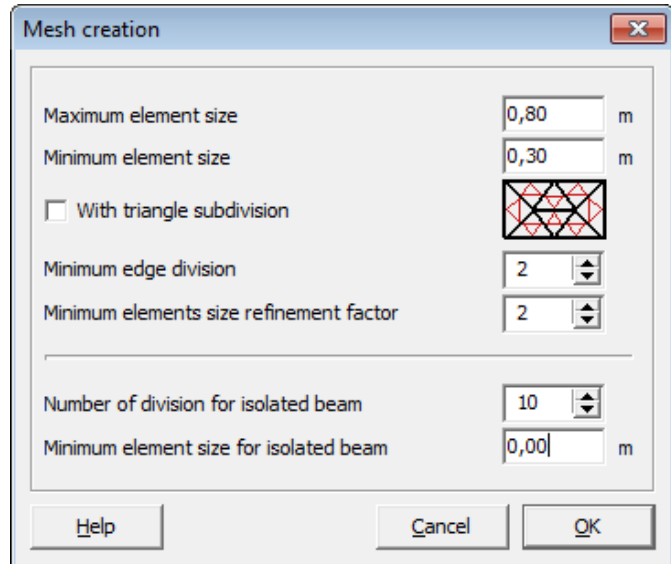 Mesh creation
Maximum element size 0,80 m
Minimum element size 0,30 m
With triangle subdivision
Minimum edge division 2
Minimum elements size refinement factor 2
Number of division for isolated beam 10
Minimum element size for isolated beam 0,00 m
Help Cancel OK